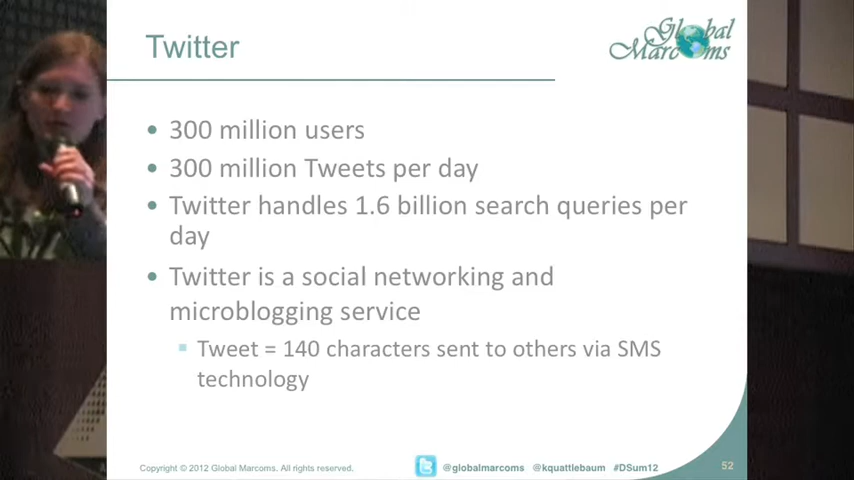 Twitter
Global
Marcoms
• 300 million users
• 300 million Tweets per day
• Twitter handles 1.6 billion search queries per
day
• Twitter is a social networking and
microblogging service
Tweet = 140 characters sent to others via SMS
technology
Copyright © 2012 Global Marcoms. All rights reserved.
@globalmarcoms @kquattlebaum #DSum12
52